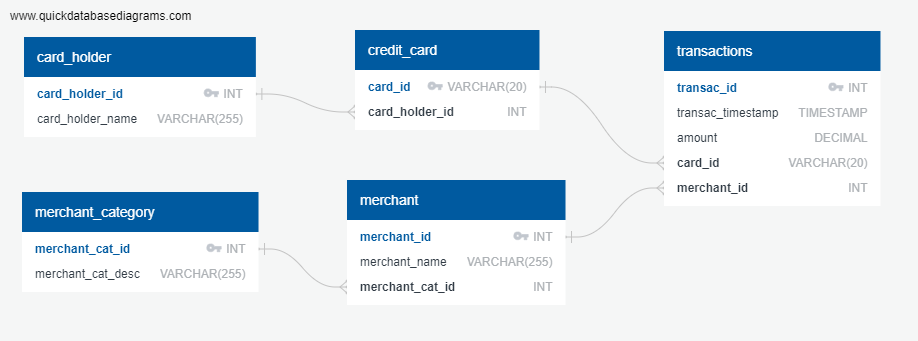 www.quickdatabasediagrams.com
card_holder
card_holder_id INT
card_holder_name VARCHAR(255)
credit_card
card_id VARCHAR(20)
card_holder_id INT
transactions
transac_id INT
transac_timestamp TIMESTAMP
amount DECIMAL
card_id VARCHAR(20)
merchant_id INT
merchant_category
merchant_cat_id INT
merchant_cat_desc VARCHAR(255)
merchant
merchant_id INT
merchant_name VARCHAR(255)
merchant_cat_id INT